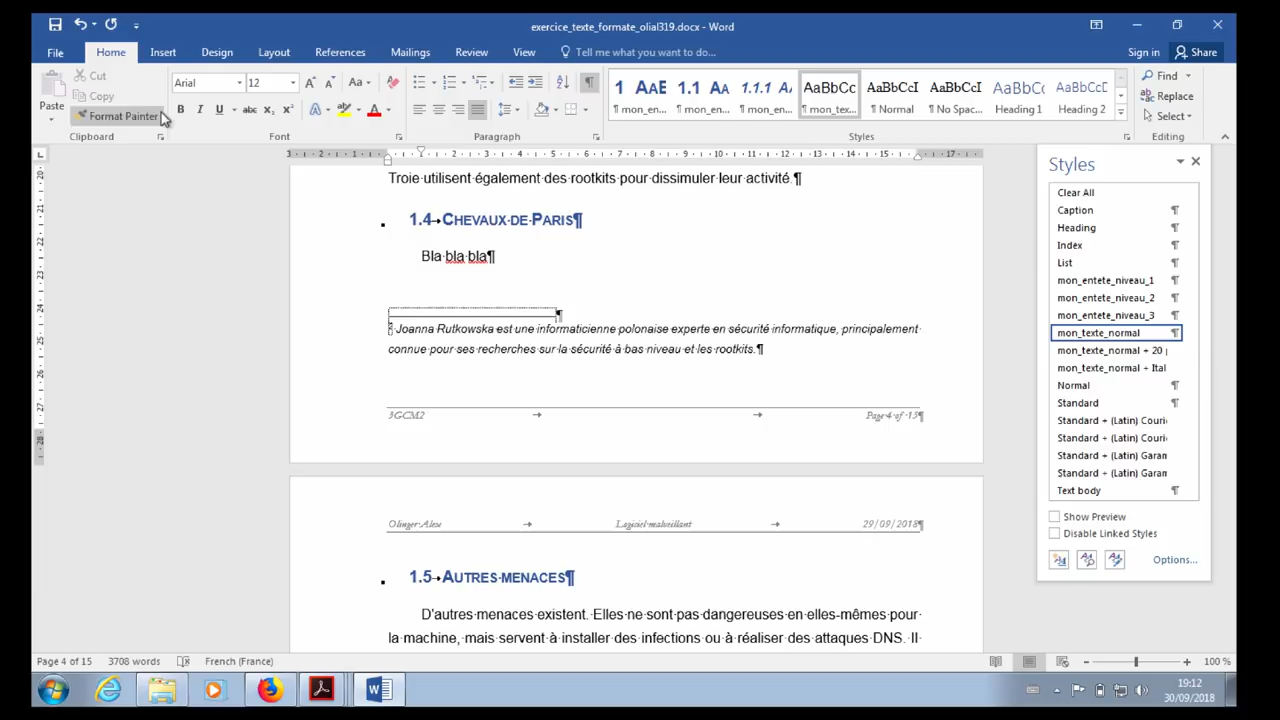 exercice_texte_formate_olial319.docx - Word
File Home Insert Design Layout References Mailings Review View Tell me what you want to do... Sign in Share
Paste
Cut
Copy
Format Painter
Clipboard
Arial 12
Font
Paragraph
1 AAE 1.1 AA 1.1.1 AA AaBbCc AaBbCc AaBbCc AaBbCc AaBbCcL
¶ mon_en... ¶ mon_en... ¶ mon_en... ¶ mon_tex... ¶ Normal ¶ No Spac... Heading 1 Heading 2
Styles
Find
Replace
Select
Editing
Troie·utilisent·également·des·rootkits·pour·dissimuler·leur·activité.¶
1.4→CHEVAUX·DE·PARIS¶
Bla·bla·bla¶
Joanna·Rutkowska·est·une·informaticienne·polonaise·experte·en·sécurité·informatique,·principalement·
connue·pour·ses·recherches·sur·la·sécurité·à·bas·niveau·et·les·rootkits.¶
3GCM2 → → Page·4·of·15¶
Olinger·Alex → Logiciel·malveillant → 29/09/2018¶
1.5→AUTRES·MENACES¶
D'autres·menaces·existent.·Elles·ne·sont·pas·dangereuses·en·elles-mêmes·pour·
la·machine,·mais·servent·à·installer·des·infections·ou·à·réaliser·des·attaques·DNS.·Il·
Styles
Clear All
Caption ¶
Heading ¶
Index ¶
List ¶
mon_entete_niveau_1 ¶
mon_entete_niveau_2 ¶
mon_entete_niveau_3 ¶
mon_texte_normal ¶
mon_texte_normal + 20
mon_texte_normal + Ital
Normal ¶
Standard ¶
Standard + (Latin) Couri
Standard + (Latin) Couri
Standard + (Latin) Garam
Standard + (Latin) Garam
Text body ¶
Show Preview
Disable Linked Styles
Options...
Page 4 of 15 3708 words French (France) 100 %
19:12
30/09/2018